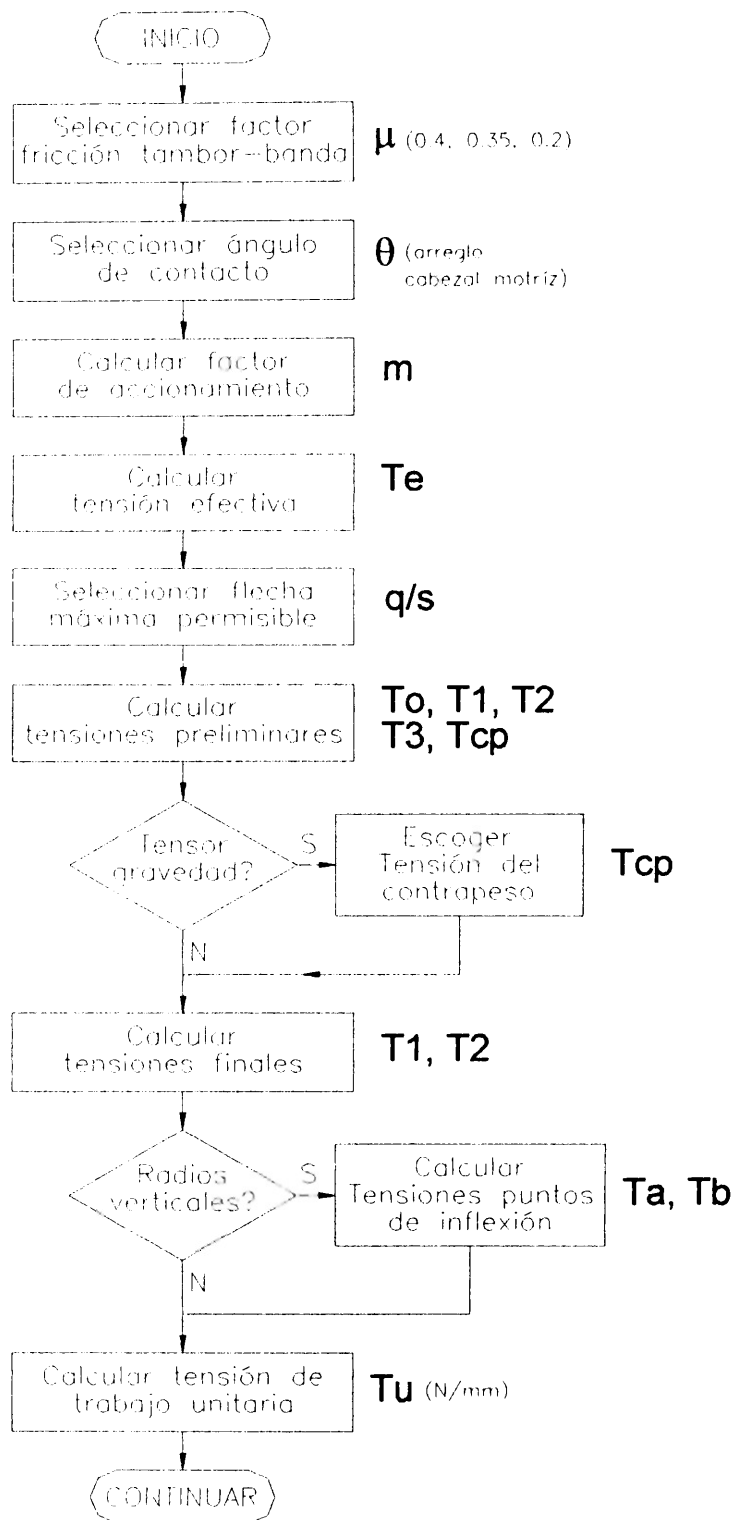 INICIO
Seleccionar factor
fricción tambor-banda
μ (0.4, 0.35, 0.2)
Seleccionar ángulo
de contacto
θ (arreglo
cabezal motríz)
Calcular factor
de accionamiento
m
Calcular
tensión efectiva
Te
Seleccionar flecha
máxima permisible
q/s
Calcular
tensiones preliminares
To, T1, T2
T3, Tcp
Tensor
gravedad?
S
Escoger
Tensión del
contrapeso
Tcp
N
Calcular
tensiones finales
T1, T2
Radios
verticales?
S
Calcular
Tensiones puntos
de inflexión
Ta, Tb
N
Calcular tensión de
trabajo unitaria
Tu (N/mm)
CONTINUAR